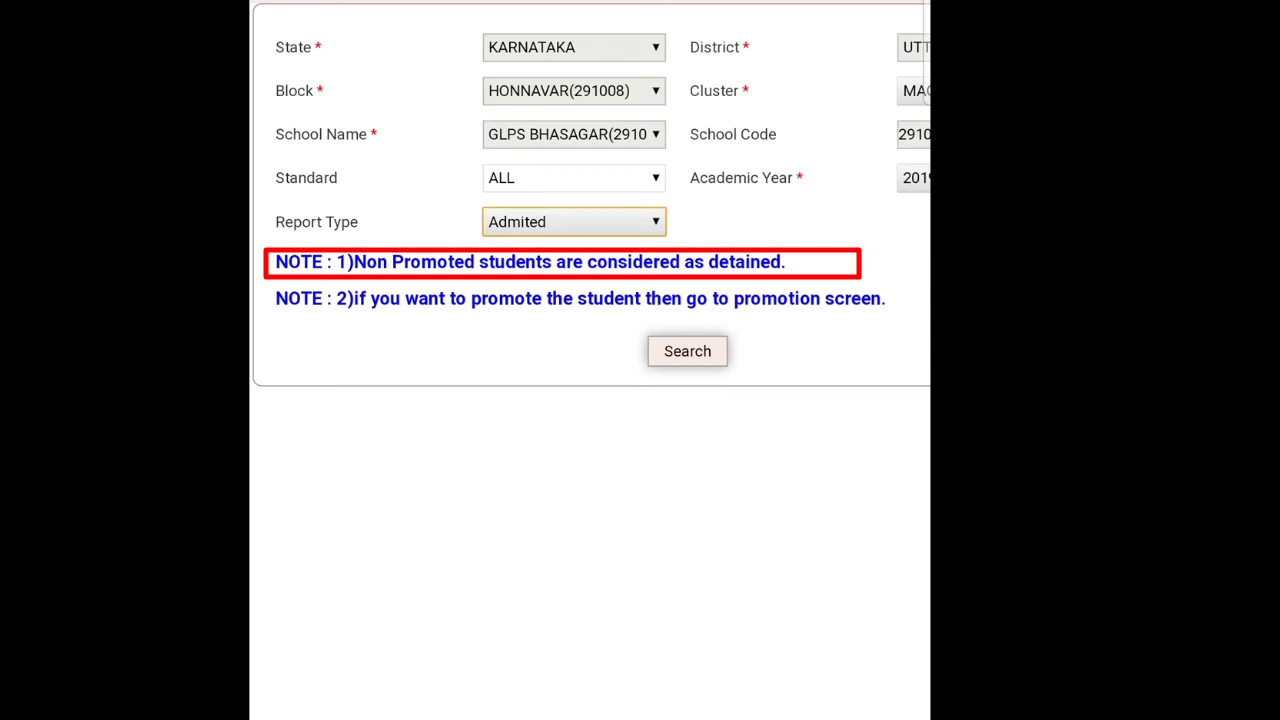 State * KARNATAKA District * UTT
Block * HONNAVAR(291008) Cluster * MAG
School Name * GLPS BHASAGAR(2910 School Code 2910
Standard ALL Academic Year * 2019
Report Type Admited
NOTE : 1)Non Promoted students are considered as detained.
NOTE : 2)if you want to promote the student then go to promotion screen.
Search